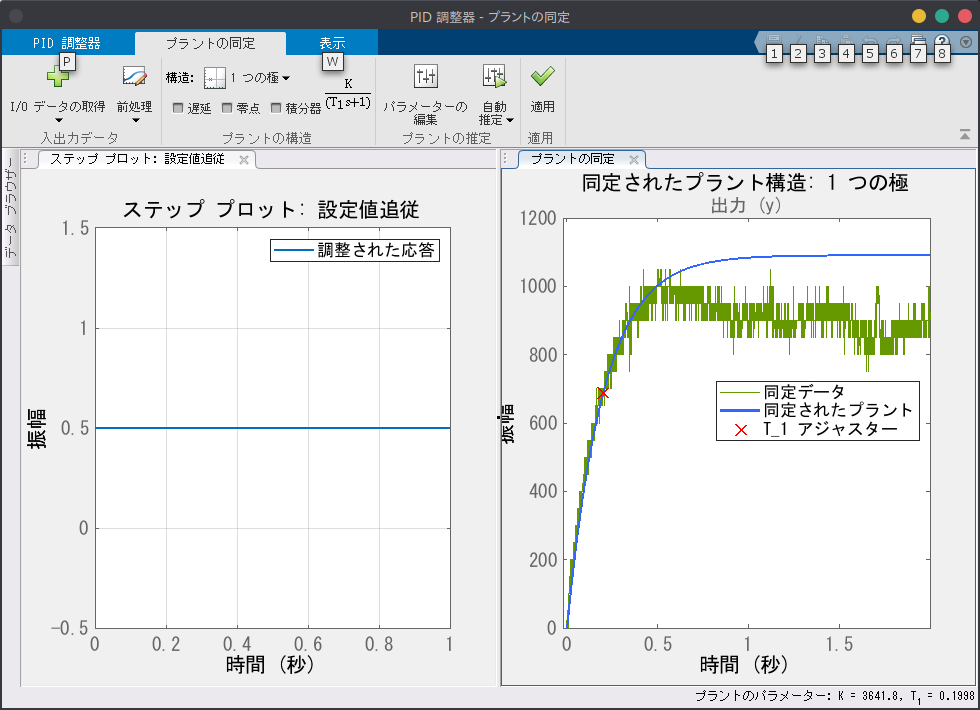 PID 調整器 - プラントの同定
PID 調整器
プラントの同定
表示
P
W
1 2 3 4 5 6 7 8
I/O データの取得
前処理
入出力データ
構造:
1 つの極
遅延
零点
積分器
K
(T1s+1)
プラントの構造
パラメーターの
編集
自動
推定
プラントの推定
適用
適用
データ ブラウザー
ステップ プロット: 設定値追従
ステップ プロット: 設定値追従
調整された応答
1.5
1
0.5
0
-0.5
0 0.2 0.4 0.6 0.8 1
振幅
時間 (秒)
プラントの同定
同定されたプラント構造: 1 つの極
出力 (y)
1200
1000
800
600
400
200
0
0 0.5 1 1.5
振幅
時間 (秒)
同定データ
同定されたプラント
T_1 アジャスター
プラントのパラメーター: K = 3641.8, T1 = 0.1998